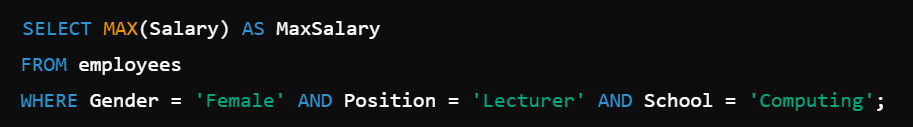 SELECT MAX(Salary) AS MaxSalary
FROM employees
WHERE Gender = 'Female' AND Position = 'Lecturer' AND School = 'Computing';